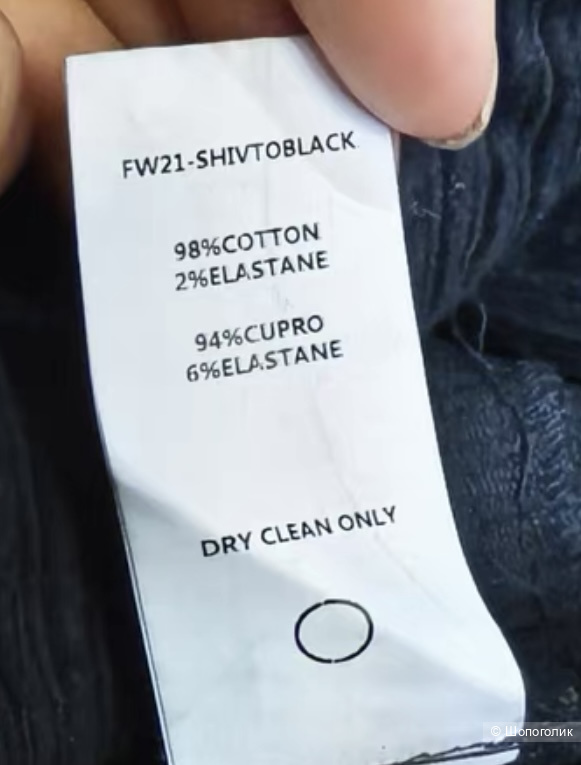 FW21-SHIVTOBLACK
98%COTTON
2%ELASTANE
94%CUPRO
6%ELASTANE
DRY CLEAN ONLY
© Шопоголик